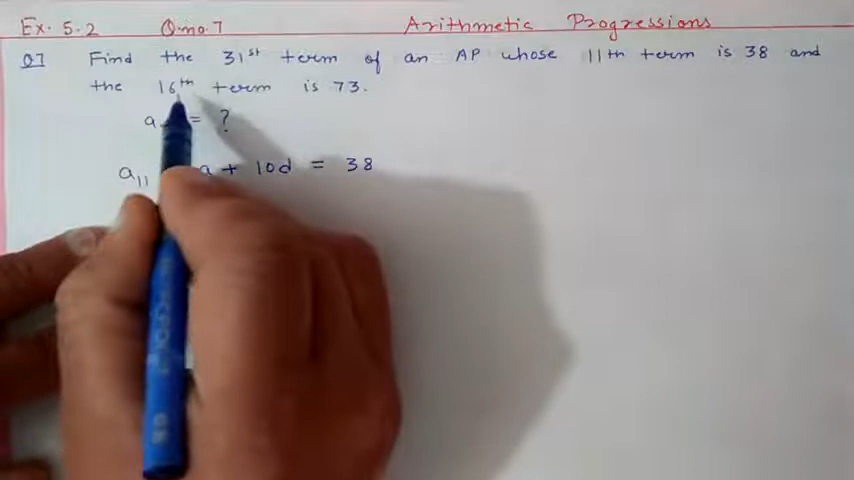 Ex. 5.2 Q.no.7 Arithmetic Progressions
Q7 Find the 31st term of an AP whose 11th term is 38 and
the 16th term is 73.
a = ?
a11 a + 10d = 38